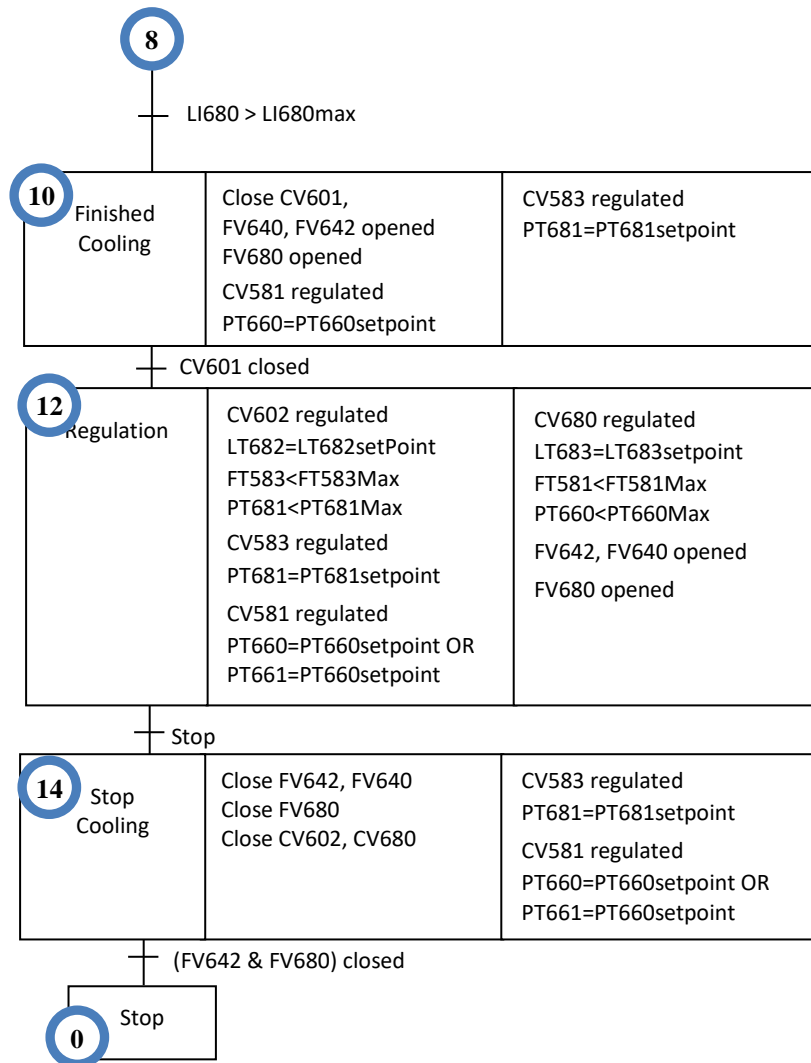 8
LI680 > LI680max
10
Finished
Cooling
Close CV601,
FV640, FV642 opened
FV680 opened
CV581 regulated
PT660=PT660setpoint
CV583 regulated
PT681=PT681setpoint
CV601 closed
12
Regulation
CV602 regulated
LT682=LT682setPoint
FT583<FT583Max
PT681<PT681Max
CV583 regulated
PT681=PT681setpoint
CV581 regulated
PT660=PT660setpoint OR
PT661=PT660setpoint
CV680 regulated
LT683=LT683setpoint
FT581<FT581Max
PT660<PT660Max
FV642, FV640 opened
FV680 opened
Stop
14
Stop
Cooling
Close FV642, FV640
Close FV680
Close CV602, CV680
CV583 regulated
PT681=PT681setpoint
CV581 regulated
PT660=PT660setpoint OR
PT661=PT660setpoint
(FV642 & FV680) closed
Stop
0